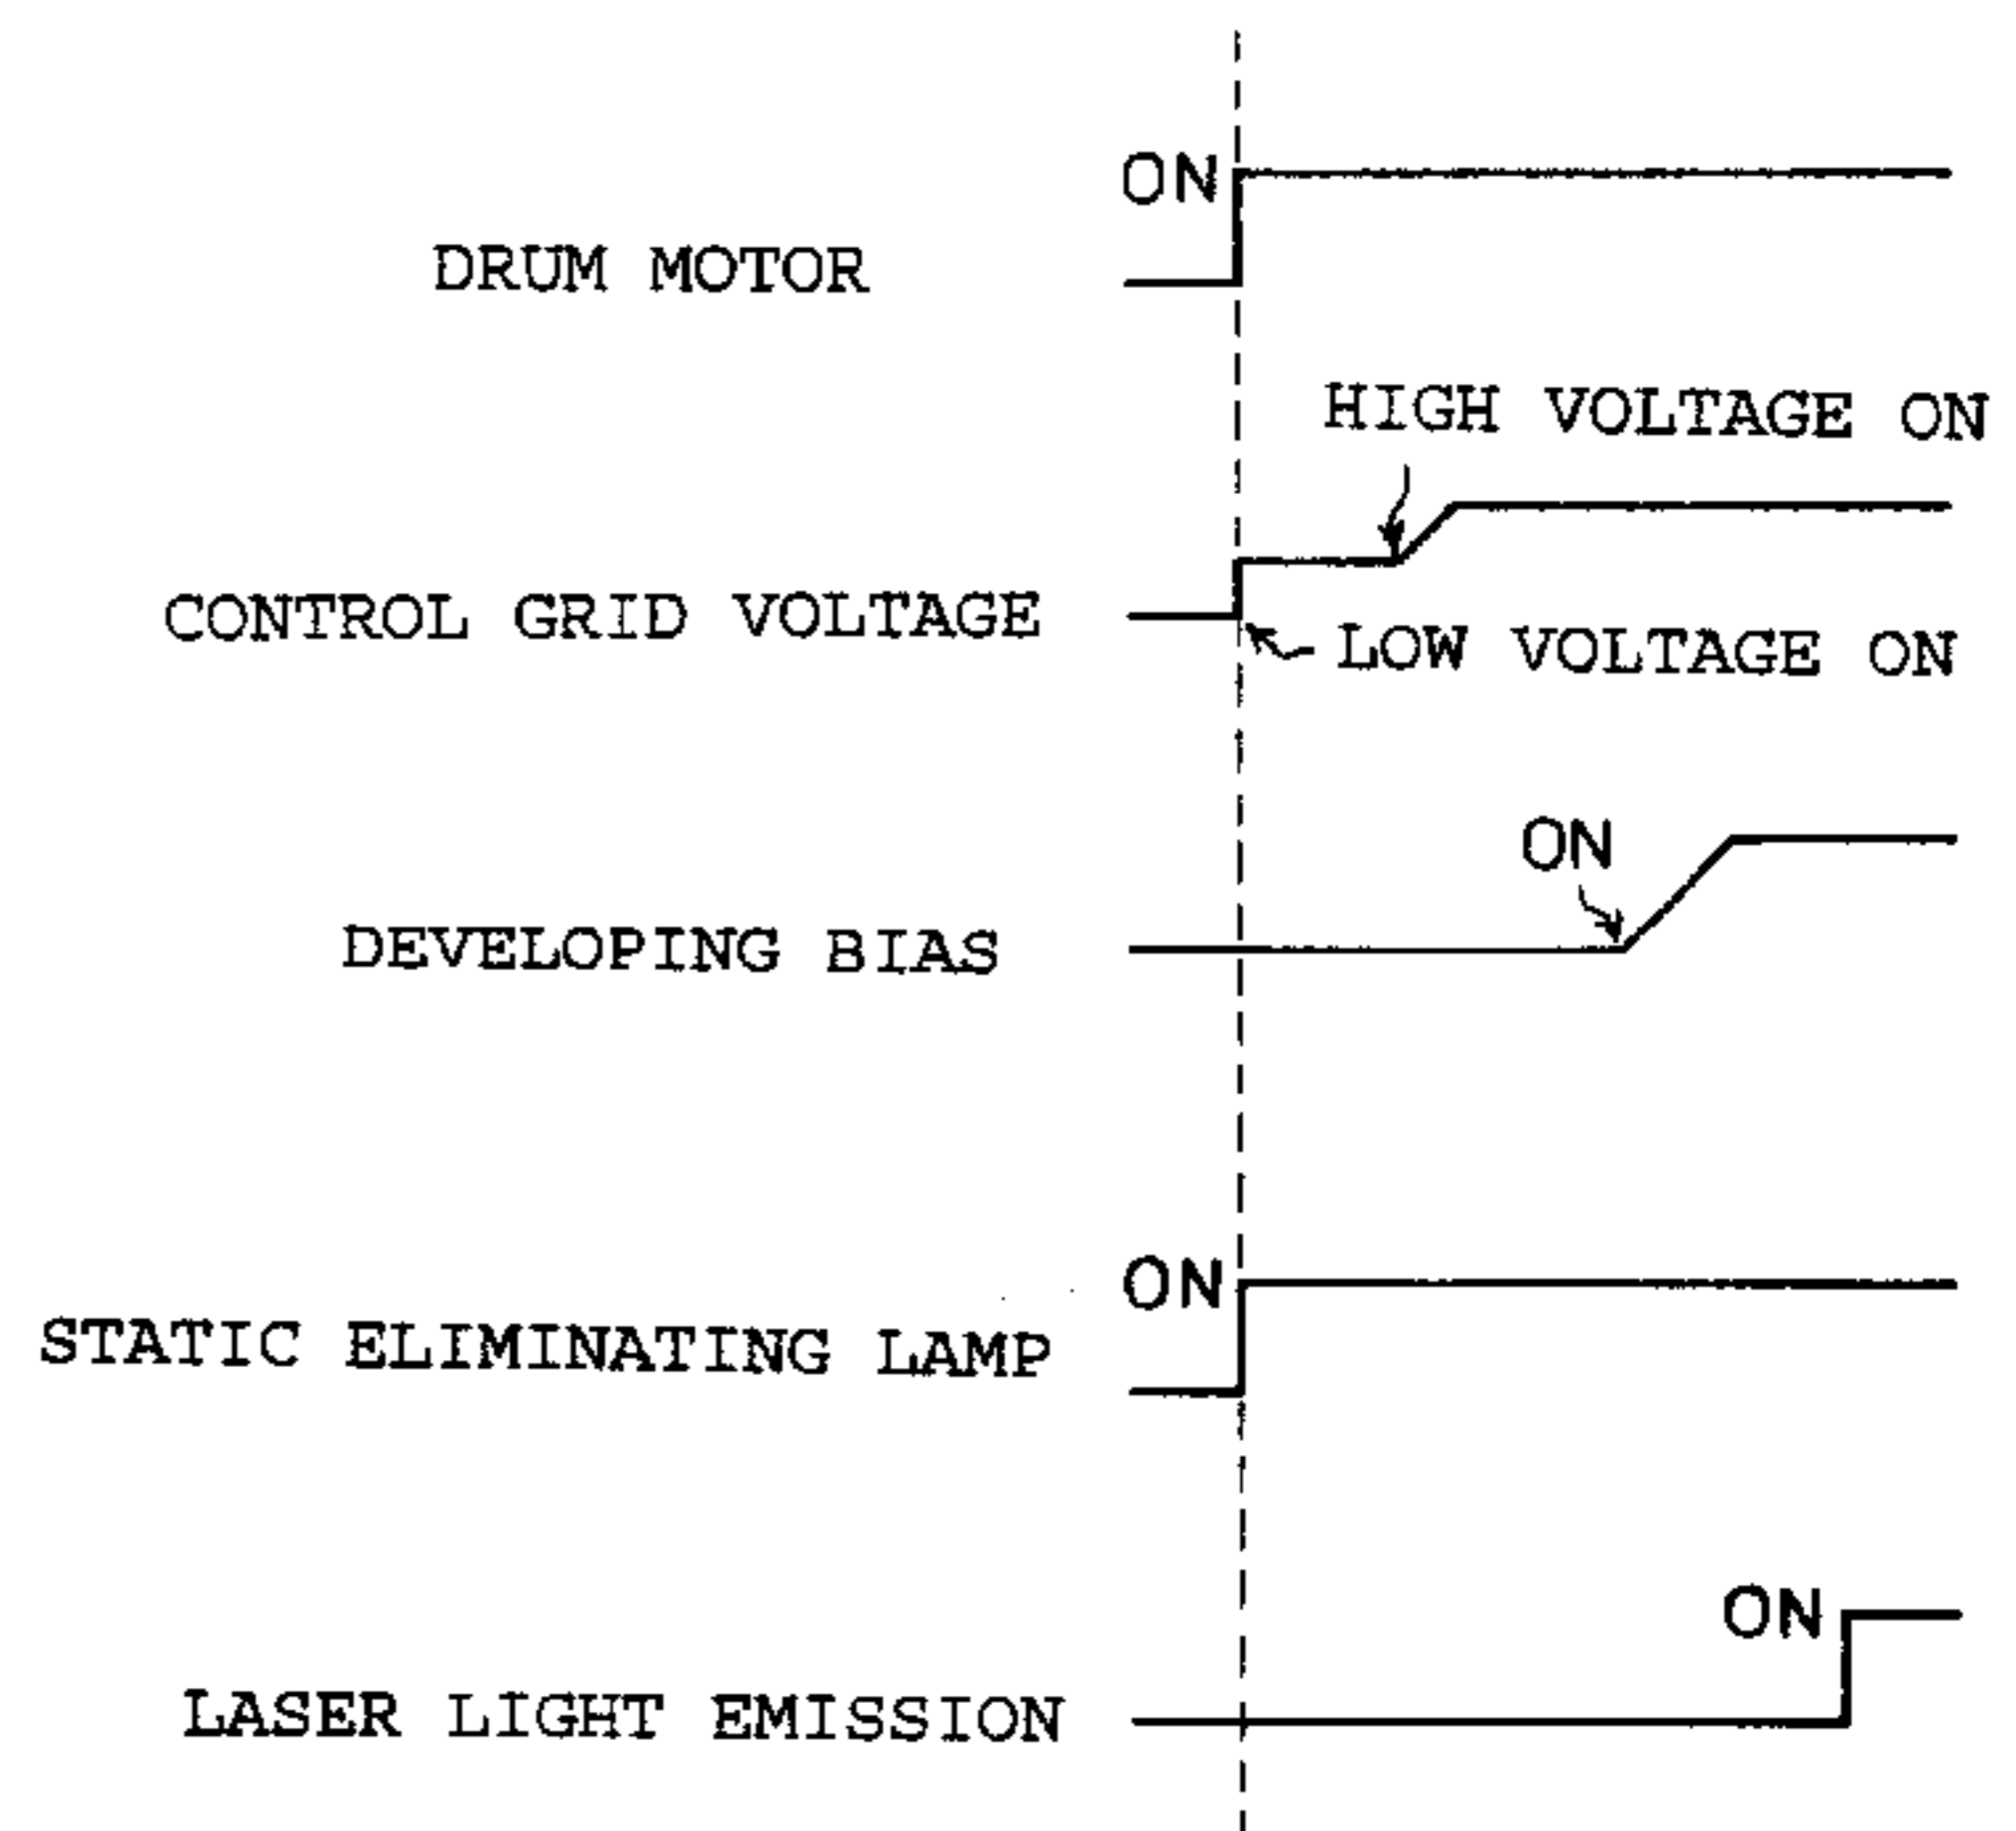 ON
DRUM MOTOR
HIGH VOLTAGE ON
CONTROL GRID VOLTAGE
LOW VOLTAGE ON
ON
DEVELOPING BIAS
ON
STATIC ELIMINATING LAMP
ON
LASER LIGHT EMISSION